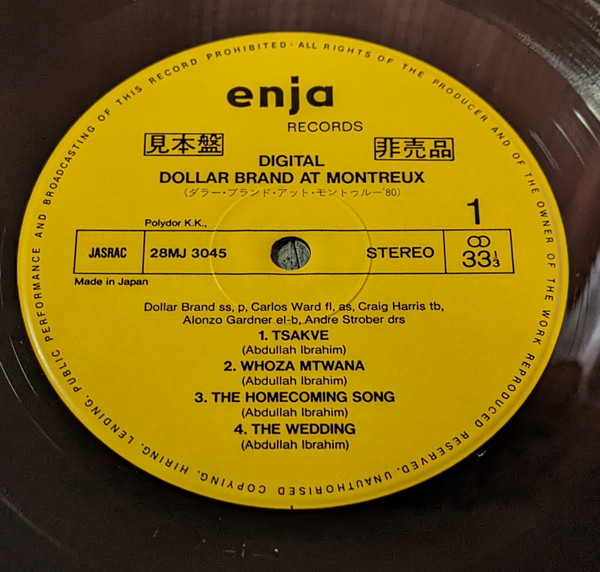 PUBLIC PERFORMANCE AND BROADCASTING OF THIS RECORD PROHIBITED· ALL RIGHTS OF THE PRODUCER AND OF THE OWNER OF THE WORK REPRODUCED RESERVED. UNAUTHORISED COPYING, HIRING, LENDING,
enja
RECORDS
見本盤
非売品
DIGITAL
DOLLAR BRAND AT MONTREUX
(ダラー・ブランド・アット・モントゥルー'80)
1
Polydor K.K.,
JASRAC 28MJ 3045 STEREO 33⅓
Made in Japan
Dollar Brand ss, p, Carlos Ward fl, as, Craig Harris tb,
Alonzo Gardner el-b, Andre Strober drs
1. TSAKVE
(Abdullah Ibrahim)
2. WHOZA MTWANA
(Abdullah Ibrahim)
3. THE HOMECOMING SONG
(Abdullah Ibrahim)
4. THE WEDDING
(Abdullah Ibrahim)